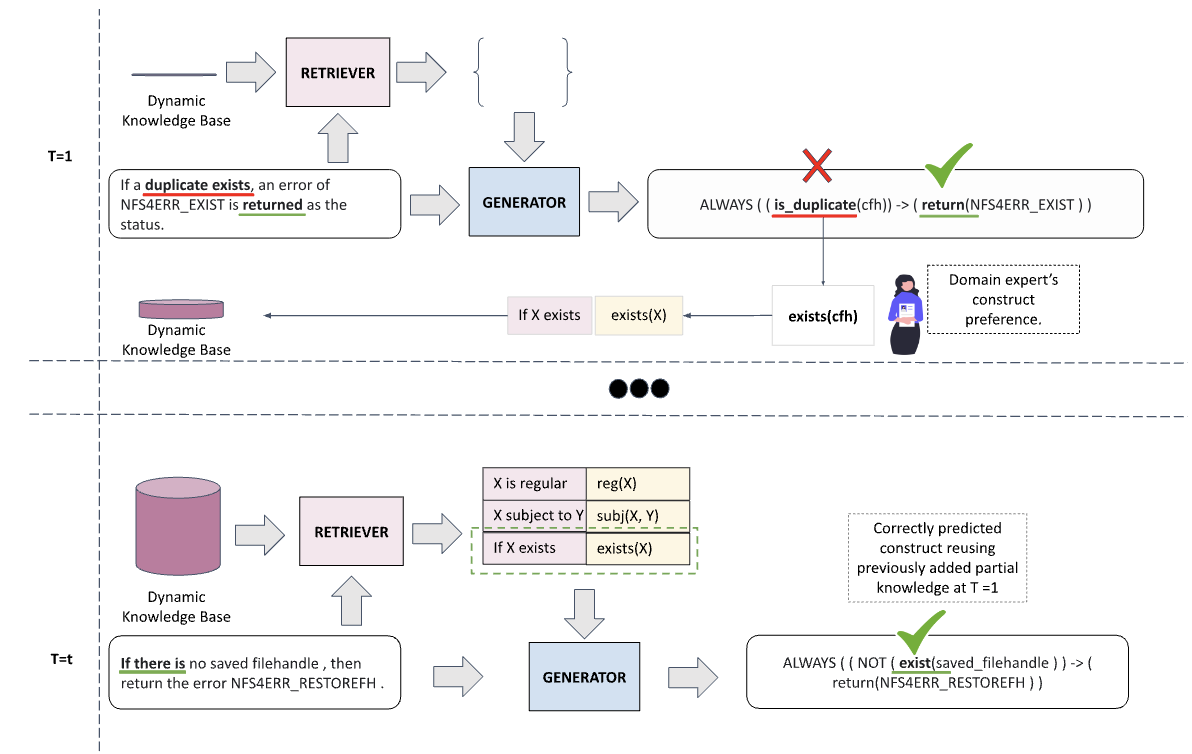 RETRIEVER
Dynamic
Knowledge Base
{ }
T=1
If a duplicate exists, an error of
NFS4ERR_EXIST is returned as the
status.
GENERATOR
ALWAYS ( ( is_duplicate(cfh)) -> ( return(NFS4ERR_EXIST ) )
Domain expert's
construct
preference.
exists(cfh)
If X exists
exists(X)
Dynamic
Knowledge Base
X is regular
reg(X)
X subject to Y
subj(X, Y)
If X exists
exists(X)
RETRIEVER
Dynamic
Knowledge Base
Correctly predicted
construct reusing
previously added partial
knowledge at T =1
T=t
If there is no saved filehandle , then
return the error NFS4ERR_RESTOREFH .
GENERATOR
ALWAYS ( ( NOT ( exist(saved_filehandle ) ) -> (
return(NFS4ERR_RESTOREFH ) )